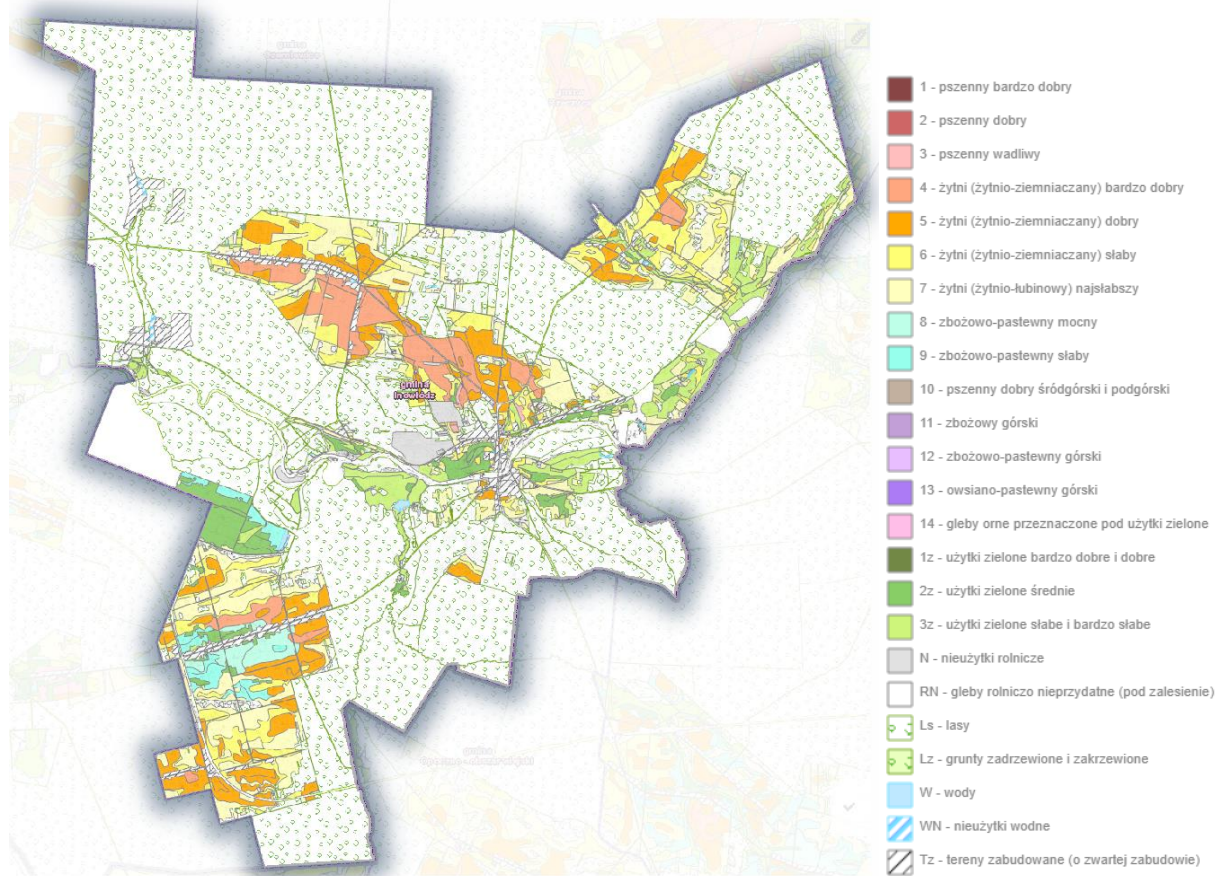 gmina
Inowłódz
1 - pszenny bardzo dobry
2 - pszenny dobry
3 - pszenny wadliwy
4 - żytni (żytnio-ziemniaczany) bardzo dobry
5 - żytni (żytnio-ziemniaczany) dobry
6 - żytni (żytnio-ziemniaczany) słaby
7 - żytni (żytnio-łubinowy) najsłabszy
8 - zbożowo-pastewny mocny
9 - zbożowo-pastewny słaby
10 - pszenny dobry śródgórski i podgórski
11 - zbożowy górski
12 - zbożowo-pastewny górski
13 - owsiano-pastewny górski
14 - gleby orne przeznaczone pod użytki zielone
1z - użytki zielone bardzo dobre i dobre
2z - użytki zielone średnie
3z - użytki zielone słabe i bardzo słabe
N - nieużytki rolnicze
RN - gleby rolniczo nieprzydatne (pod zalesienie)
Ls - lasy
Lz - grunty zadrzewione i zakrzewione
W - wody
WN - nieużytki wodne
Tz - tereny zabudowane (o zwartej zabudowie)